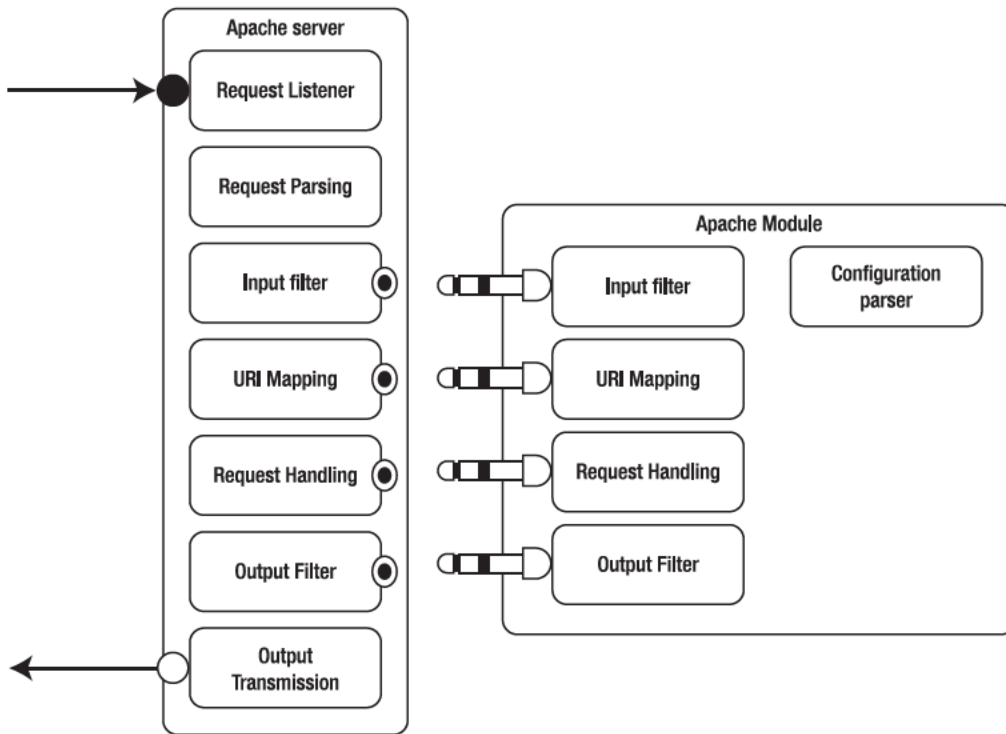 Apache server
Request Listener
Request Parsing
Input filter
URI Mapping
Request Handling
Output Filter
Output
Transmission
Apache Module
Input filter
Configuration
parser
URI Mapping
Request Handling
Output Filter